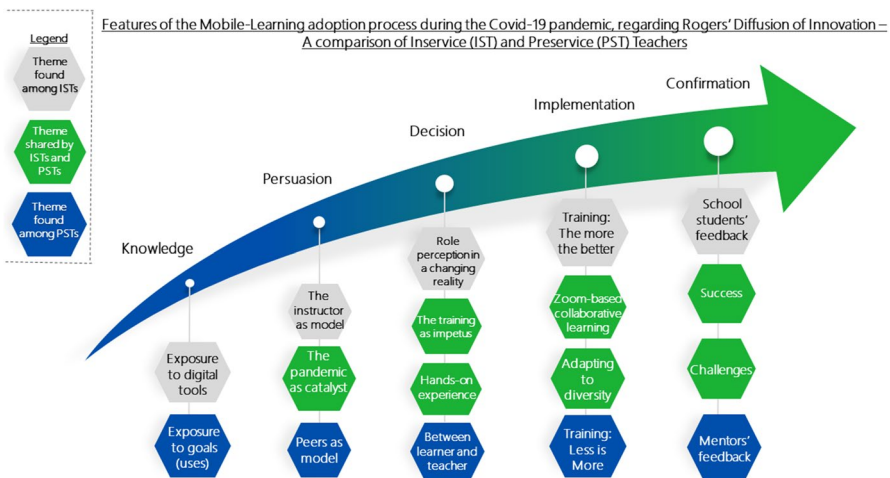 Features of the Mobile-Learning adoption process during the Covid-19 pandemic, regarding Rogers' Diffusion of Innovation –
A comparison of Inservice (IST) and Preservice (PST) Teachers
Legend
Theme
found
among ISTs
Theme
shared by
ISTs and
PSTs
Theme
found
among PSTs
Knowledge
Persuasion
Decision
Implementation
Confirmation
Exposure
to digital
tools
Exposure
to goals
(uses)
The
instructor
as model
The
pandemic
as catalyst
Peers as
model
Role
perception in
a changing
reality
The training
as impetus
Hands-on
experience
Between
learner and
teacher
Training:
The more
the better
Zoom-based
collaborative
learning
Adapting
to
diversity
Training:
Less is
More
School
students'
feedback
Success
Challenges
Mentors'
feedback